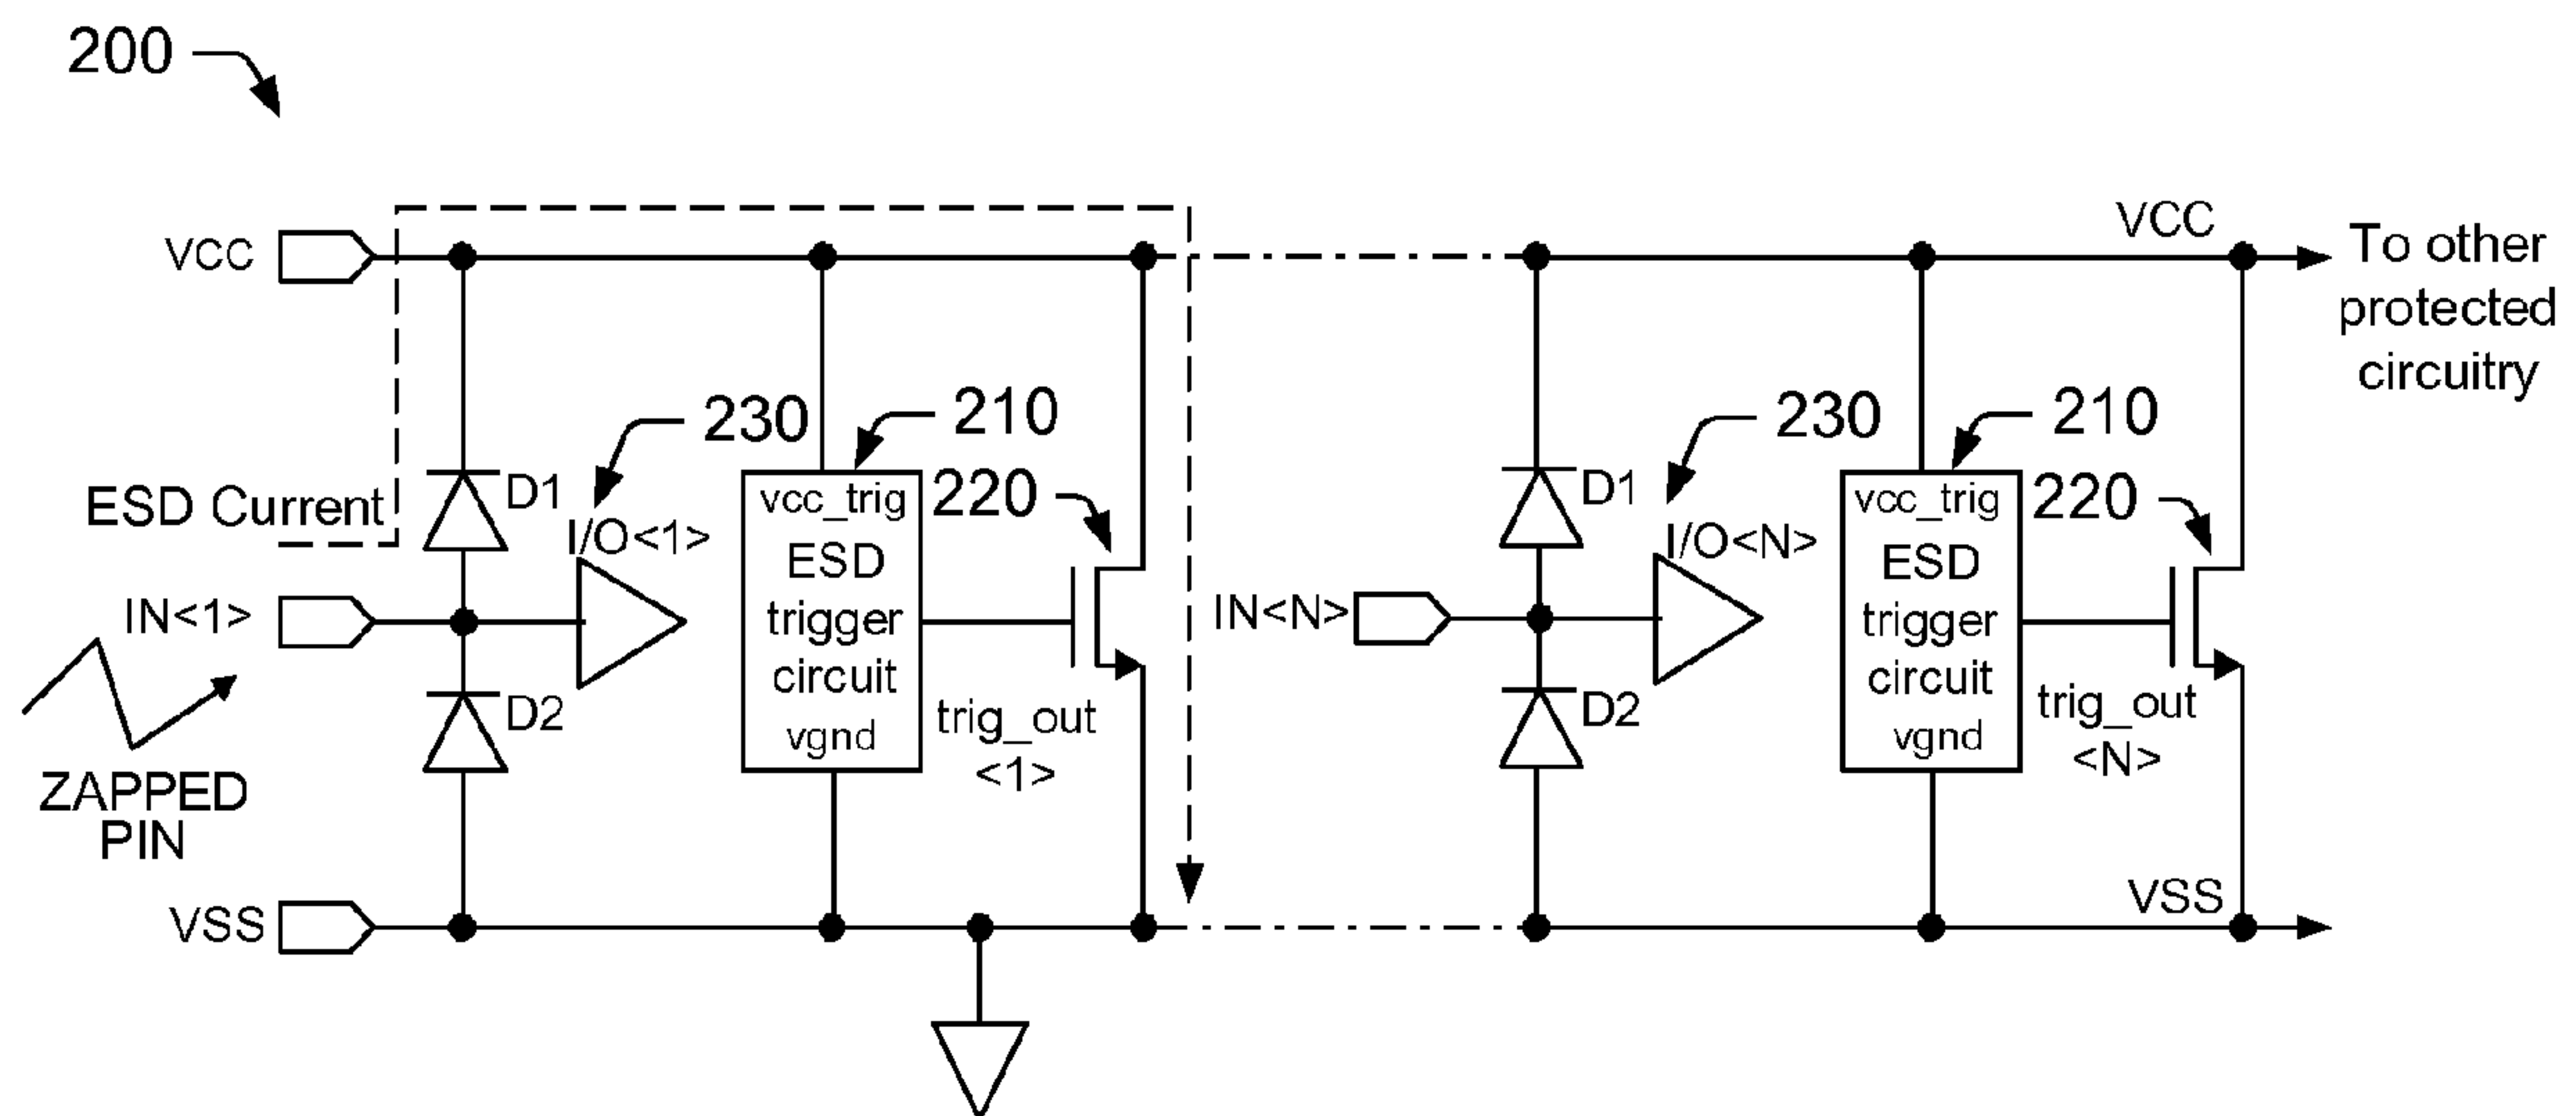 200
VCC
VCC
To other
protected
circuitry
ESD Current
D1
230
I/O<1>
210
vcc_trig
ESD
trigger
circuit
vgnd
220
trig_out
<1>
IN<1>
D2
ZAPPED
PIN
VSS
D1
230
I/O<N>
IN<N>
D2
210
vcc_trig
ESD
trigger
circuit
vgnd
220
trig_out
<N>
VSS